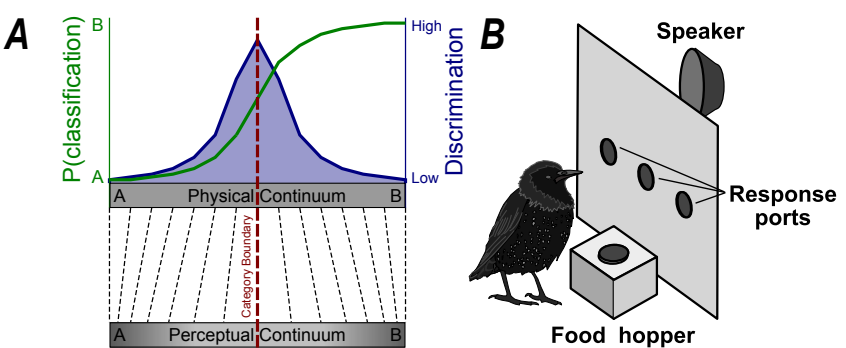 A
P(classification)
B
A
High
Low
Discrimination
A Physical Continuum B
Category Boundary
A Perceptual Continuum B
B
Speaker
Response
ports
Food hopper